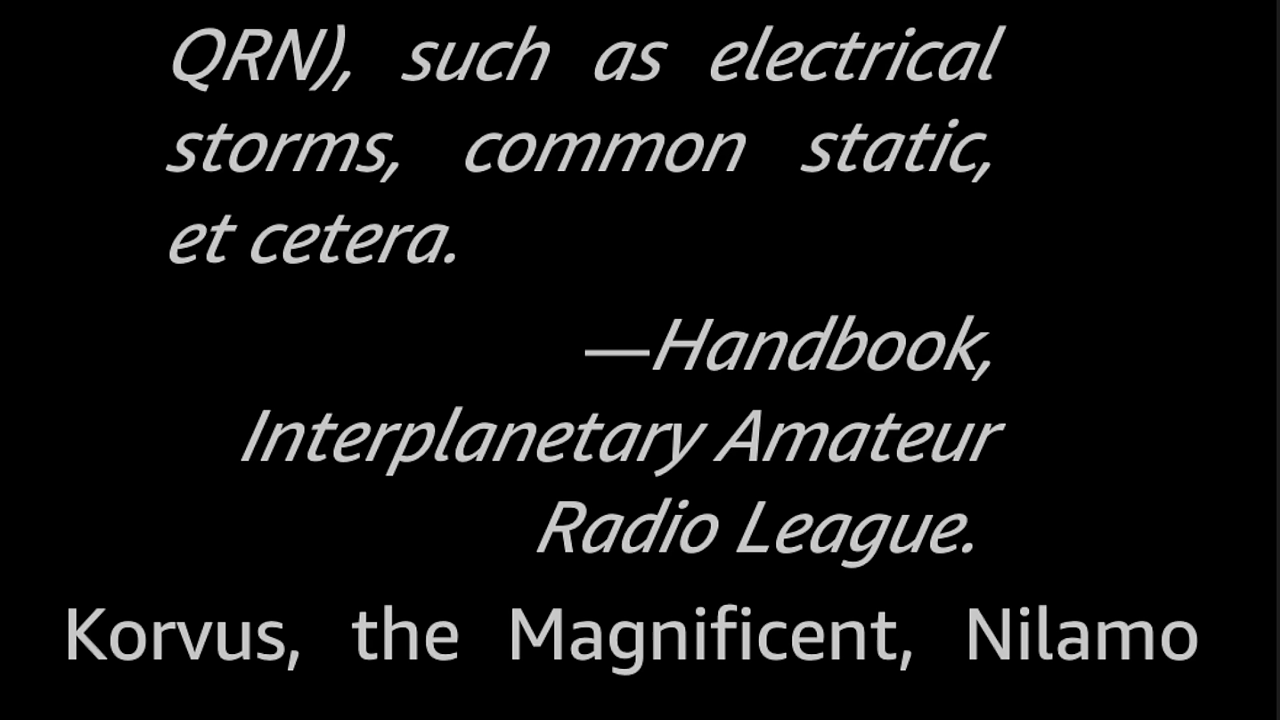 QRN), such as electrical
storms, common static,
et cetera.
—Handbook,
Interplanetary Amateur
Radio League.
Korvus, the Magnificent, Nilamo